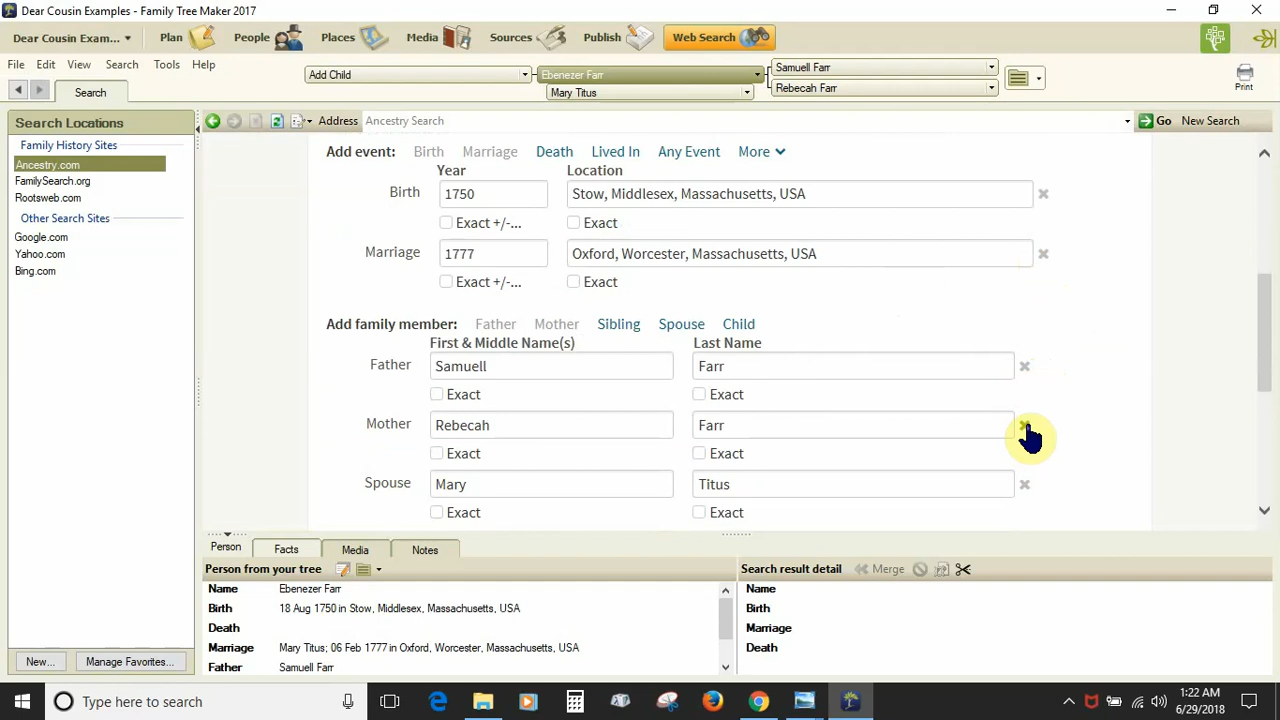 Dear Cousin Examples - Family Tree Maker 2017
Dear Cousin Exam... Plan People Places Media Sources Publish Web Search
File Edit View Search Tools Help
Add Child Ebenezer Farr Samuell Farr
Mary Titus Rebecah Farr
Print
Search
Search Locations
Family History Sites
Ancestry.com
FamilySearch.org
Rootsweb.com
Other Search Sites
Google.com
Yahoo.com
Bing.com
New... Manage Favorites...
Address Ancestry Search Go New Search
Add event: Birth Marriage Death Lived In Any Event More
Year Location
Birth 1750 Stow, Middlesex, Massachusetts, USA
Exact +/-... Exact
Marriage 1777 Oxford, Worcester, Massachusetts, USA
Exact +/-... Exact
Add family member: Father Mother Sibling Spouse Child
First & Middle Name(s) Last Name
Father Samuell Farr
Exact Exact
Mother Rebecah Farr
Exact Exact
Spouse Mary Titus
Exact Exact
Person Facts Media Notes
Person from your tree
Name Ebenezer Farr
Birth 18 Aug 1750 in Stow, Middlesex, Massachusetts, USA
Death
Marriage Mary Titus; 06 Feb 1777 in Oxford, Worcester, Massachusetts, USA
Father Samuell Farr
Search result detail Merge
Name
Birth
Marriage
Death
Type here to search
1:22 AM
6/29/2018